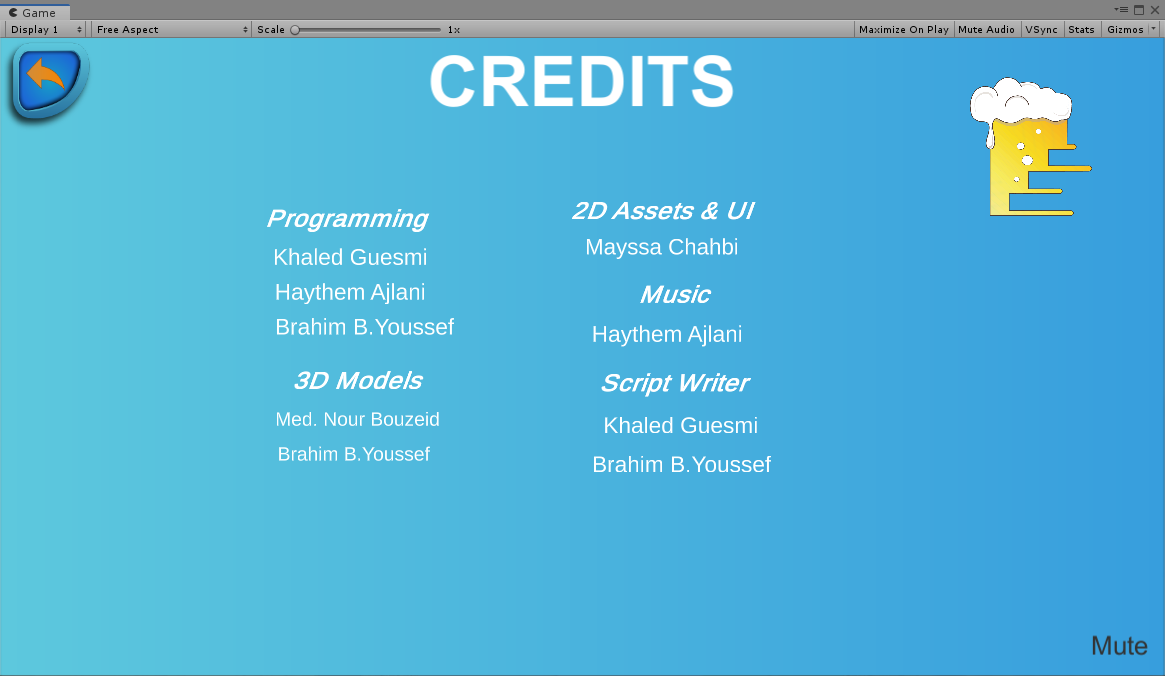 Game
Display 1
Free Aspect
Scale
1x
Maximize On Play
Mute Audio
VSync
Stats
Gizmos
CREDITS
Programming
Khaled Guesmi
Haythem Ajlani
Brahim B.Youssef
3D Models
Med. Nour Bouzeid
Brahim B.Youssef
2D Assets & UI
Mayssa Chahbi
Music
Haythem Ajlani
Script Writer
Khaled Guesmi
Brahim B.Youssef
Mute